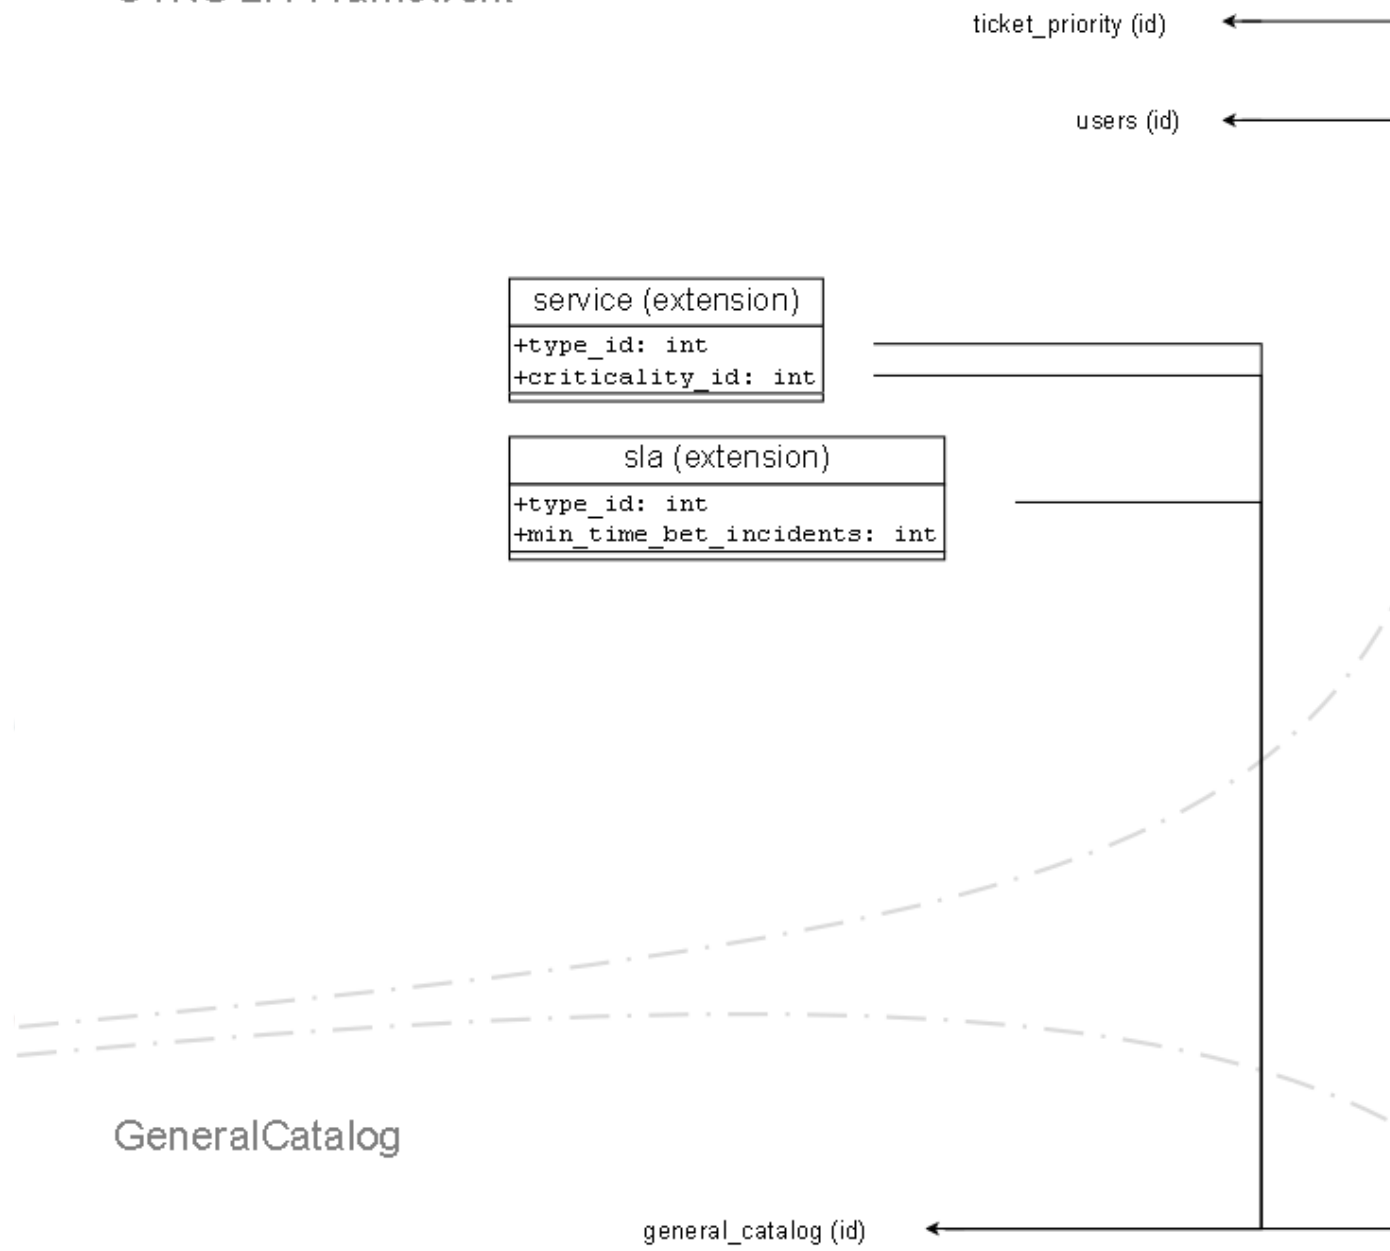 ticket_priority (id)
users (id)
service (extension)
+type_id: int
+criticality_id: int
sla (extension)
+type_id: int
+min_time_bet_incidents: int
GeneralCatalog
general_catalog (id)